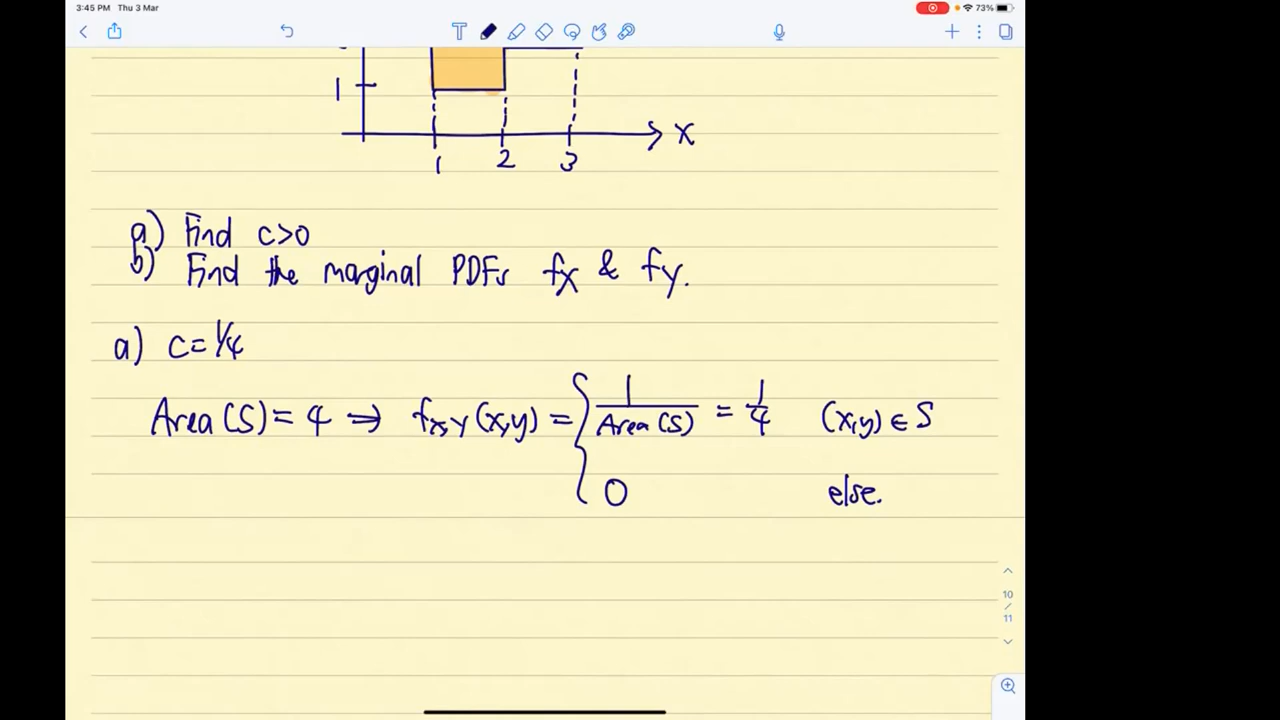 3:45 PM Thu 3 Mar
73%
T
1
x
1 2 3
a) Find c>0
b) Find the marginal PDFs fX & fY.
a) c = 1/4
Area (S) = 4 ⇒ fX,Y (x,y) = { 1 / Area (S) = 1/4 (x,y) ∈ S
0 else.
10
/
11